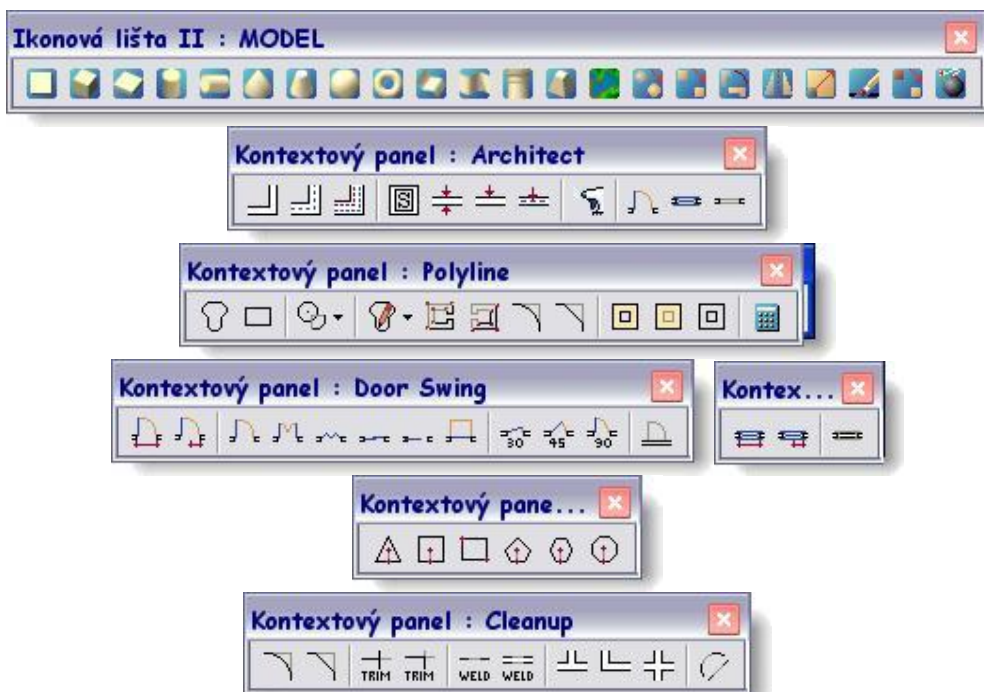 Ikonová lišta II : MODEL
Kontextový panel : Architect
S
Kontextový panel : Polyline
Kontextový panel : Door Swing
30 45 90
Kontex...
Kontextový pane...
Kontextový panel : Cleanup
TRIM TRIM WELD WELD